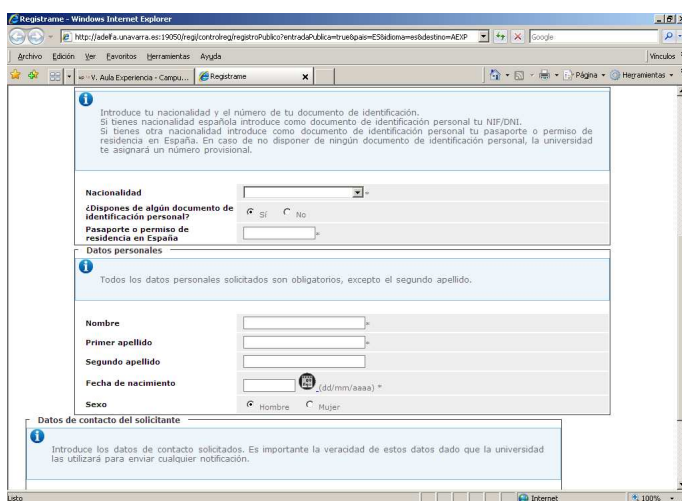 Registrame - Windows Internet Explorer
http://adelfa.unavarra.es:19050/regi/controlreg/registroPublico?entradaPublica=true&pais=ES&idioma=es&destino=AEXP
Google
Archivo Edición Ver Favoritos Herramientas Ayuda
Vínculos
V. Aula Experiencia - Campu...
Registrame
Página
Herramientas
Introduce tu nacionalidad y el número de tu documento de identificación.
Si tienes nacionalidad española introduce como documento de identificación personal tu NIF/DNI.
Si tienes otra nacionalidad introduce como documento de identificación personal tu pasaporte o permiso de
residencia en España. En caso de no disponer de ningún documento de identificación personal, la universidad
te asignará un número provisional.
Nacionalidad *
¿Dispones de algún documento de
identificación personal?
Sí No
Pasaporte o permiso de
residencia en España
*
Datos personales
Todos los datos personales solicitados son obligatorios, excepto el segundo apellido.
Nombre *
Primer apellido *
Segundo apellido
Fecha de nacimiento (dd/mm/aaaa) *
Sexo Hombre Mujer
Datos de contacto del solicitante
Introduce los datos de contacto solicitados. Es importante la veracidad de estos datos dado que la universidad
las utilizará para enviar cualquier notificación.
Listo
Internet
100%